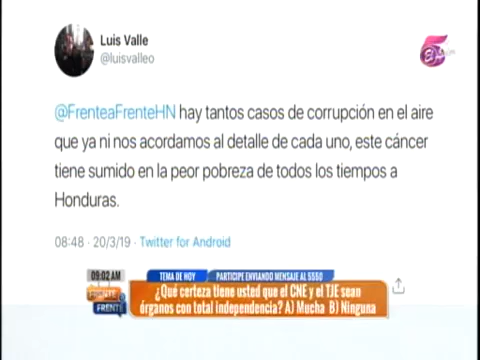 Luis Valle
@luisvalleo
5
@FrenteaFrenteHN hay tantos casos de corrupción en el aire
que ya ni nos acordamos al detalle de cada uno, este cáncer
tiene sumido en la peor pobreza de todos los tiempos a
Honduras.
08:48 - 20/3/19 - Twitter for Android
09:02 AM
TEMA DE HOY
PARTICIPE ENVIANDO MENSAJE AL 5550
FRENTE
FRENTE
¿Qué certeza tiene usted que el CNE y el TJE sean
órganos con total independencia? A) Mucha B) Ninguna